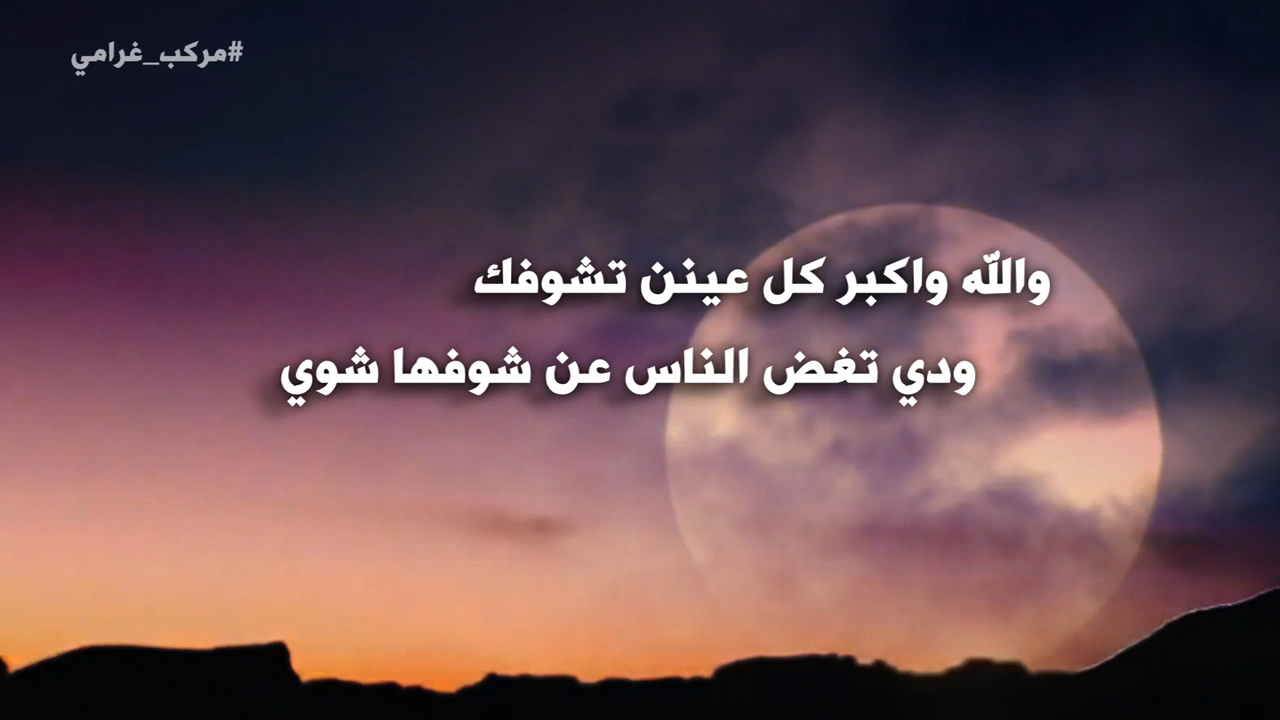 #مركب_غرامي
والله واكبر كل عينن تشوفك
ودي تغض الناس عن شوفها شوي